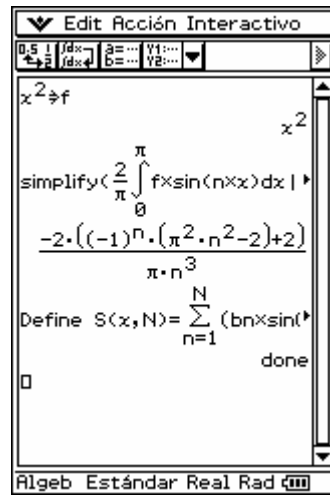 Edit Acción Interactivo
x²⇒f
x²
simplify(2/π ∫₀^π f×sin(n×x)dx |
-2·((-1)ⁿ·(π²·n²-2)+2)/(π·n³)
Define S(x,N)= ∑_{n=1}^{N} (bn×sin(
done
Algeb Estándar Real Rad